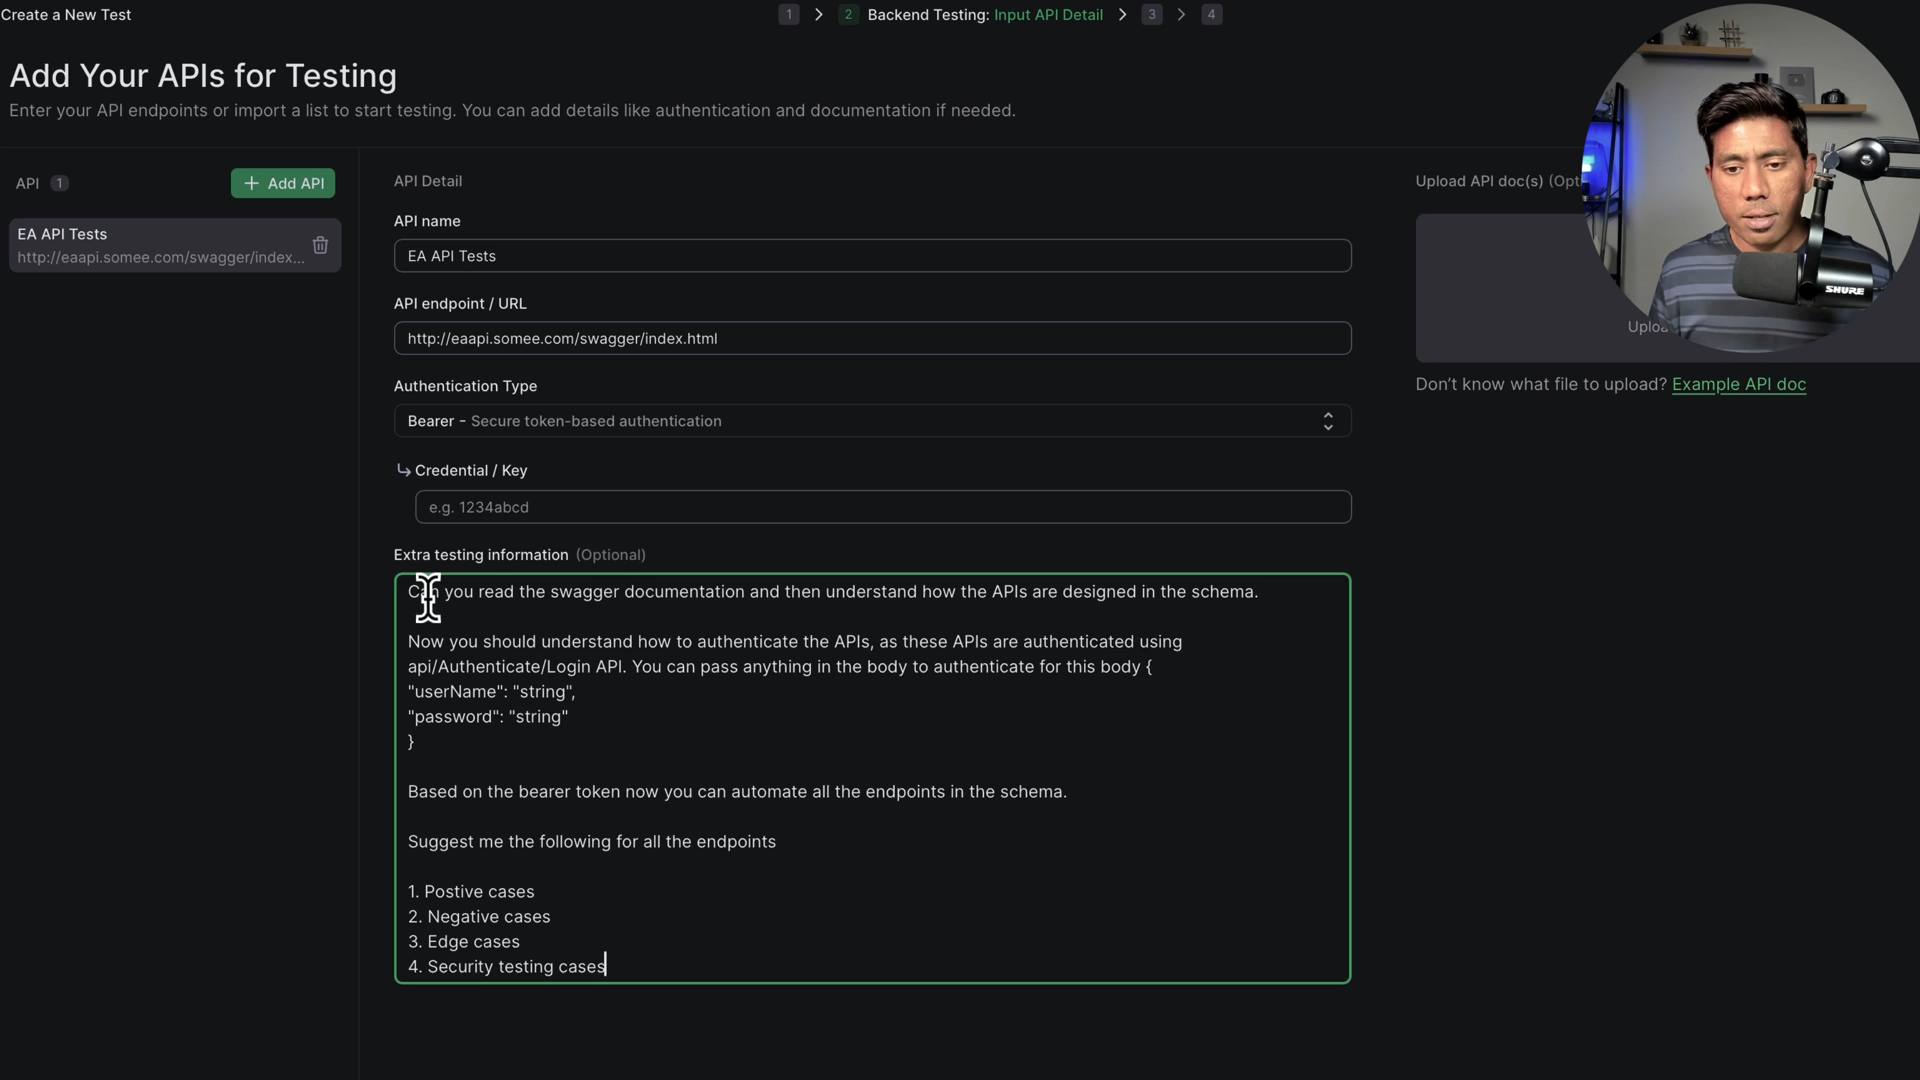 Create a New Test
1
2
Backend Testing: Input API Detail
3
4
Add Your APIs for Testing
Enter your API endpoints or import a list to start testing. You can add details like authentication and documentation if needed.
API 1
+ Add API
EA API Tests
http://eaapi.somee.com/swagger/index...
API Detail
API name
EA API Tests
API endpoint / URL
http://eaapi.somee.com/swagger/index.html
Authentication Type
Bearer - Secure token-based authentication
Credential / Key
e.g. 1234abcd
Extra testing information (Optional)
Can you read the swagger documentation and then understand how the APIs are designed in the schema.
Now you should understand how to authenticate the APIs, as these APIs are authenticated using
api/Authenticate/Login API. You can pass anything in the body to authenticate for this body {
"userName": "string",
"password": "string"
}
Based on the bearer token now you can automate all the endpoints in the schema.
Suggest me the following for all the endpoints
1. Postive cases
2. Negative cases
3. Edge cases
4. Security testing cases
Upload API doc(s)
Don't know what file to upload? Example API doc
SHURE